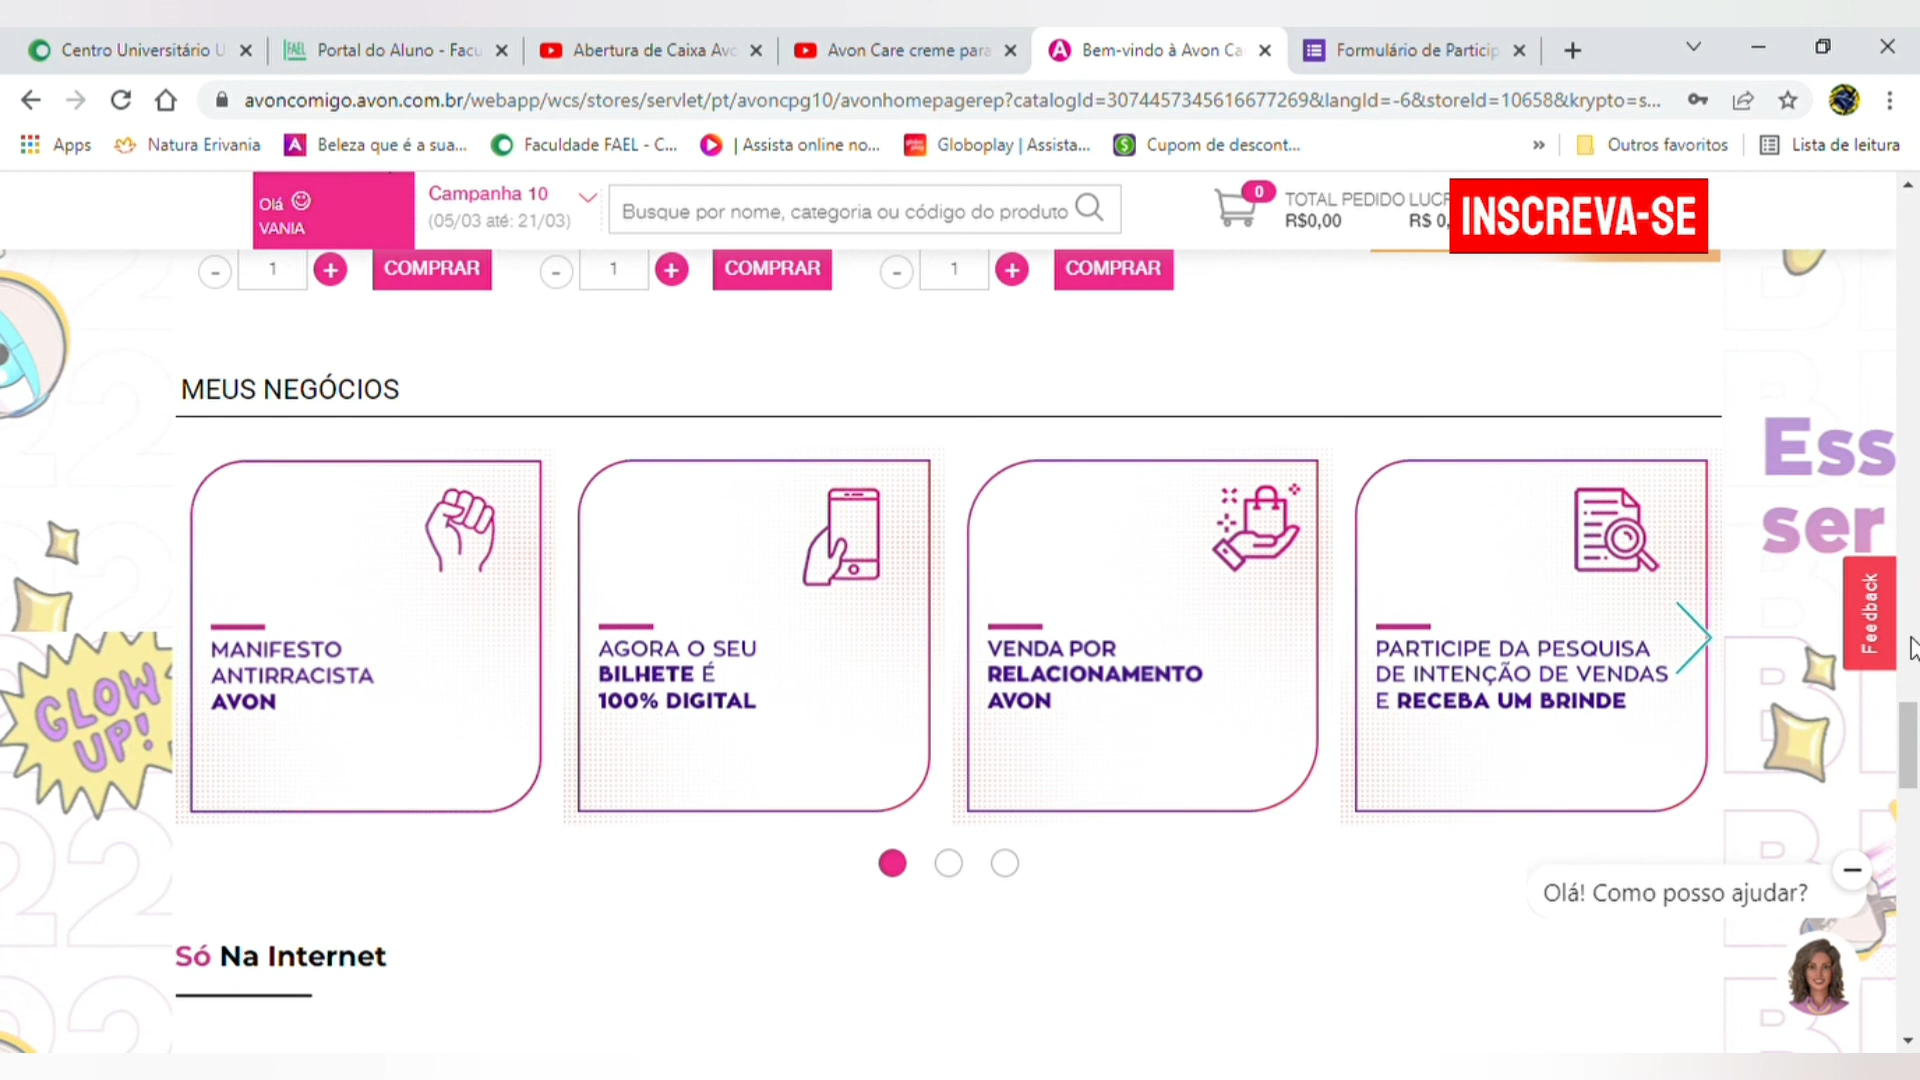 Centro Universitário U
Portal do Aluno - Facu
Abertura de Caixa Avo
Avon Care creme para
Bem-vindo à Avon Ca
Formulário de Particip
avoncomigo.avon.com.br/webapp/wcs/stores/servlet/pt/avoncpg10/avonhomepagerep?catalogId=3074457345616677269&langId=-6&storeId=10658&krypto=s...
Apps
Natura Erivania
Beleza que é a sua...
Faculdade FAEL - C...
| Assista online no...
Globoplay | Assista...
Cupom de descont...
»
Outros favoritos
Lista de leitura
Olá
VANIA
Campanha 10
(05/03 até: 21/03)
Busque por nome, categoria ou código do produto
0
TOTAL PEDIDO
R$0,00
LUCR
R$ 0,
INSCREVA-SE
- 1 + COMPRAR
- 1 + COMPRAR
- 1 + COMPRAR
MEUS NEGÓCIOS
MANIFESTO
ANTIRRACISTA
AVON
AGORA O SEU
BILHETE É
100% DIGITAL
VENDA POR
RELACIONAMENTO
AVON
PARTICIPE DA PESQUISA
DE INTENÇÃO DE VENDAS
E RECEBA UM BRINDE
Ess
ser
Feedback
GLOW
UP!
Olá! Como posso ajudar?
Só Na Internet